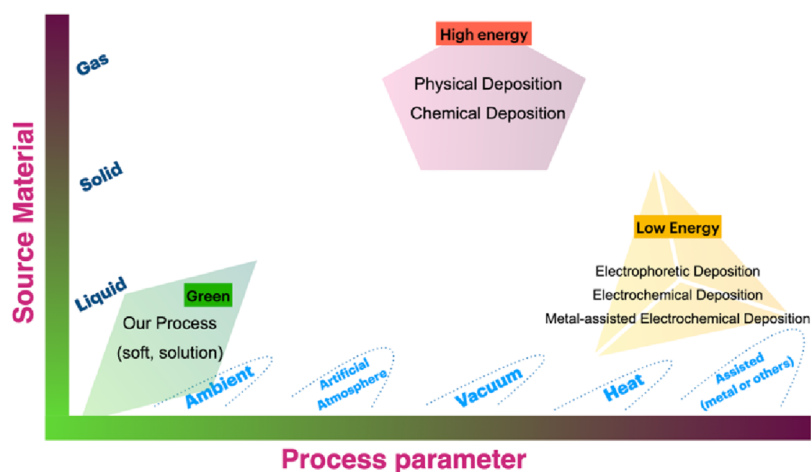 High energy
Gas
Physical Deposition
Chemical Deposition
Source Material
Solid
Low Energy
Electrophoretic Deposition
Liquid
Green
Electrochemical Deposition
Our Process
Metal-assisted Electrochemical Deposition
(soft, solution)
Ambient
Artificial
Atmosphere
Vacuum
Heat
Assisted
(metal or others)
Process parameter